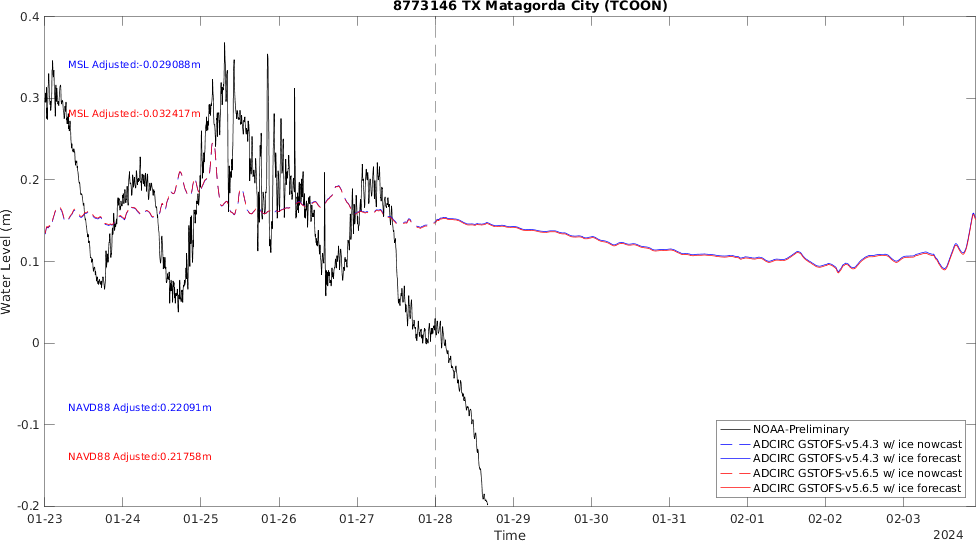 8773146 TX Matagorda City (TCOON)
0.4
0.3
0.2
0.1
0
-0.1
-0.2
Water Level (m)
MSL Adjusted:-0.029088m
MSL Adjusted:-0.032417m
NAVD88 Adjusted:0.22091m
NAVD88 Adjusted:0.21758m
NOAA-Preliminary
ADCIRC GSTOFS-v5.4.3 w/ ice nowcast
ADCIRC GSTOFS-v5.4.3 w/ ice forecast
ADCIRC GSTOFS-v5.6.5 w/ ice nowcast
ADCIRC GSTOFS-v5.6.5 w/ ice forecast
01-23 01-24 01-25 01-26 01-27 01-28 01-29 01-30 01-31 02-01 02-02 02-03
Time
2024